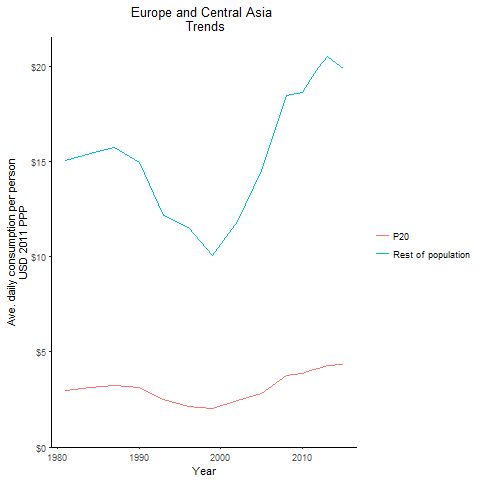 Europe and Central Asia
Trends
Ave. daily consumption per person
USD 2011 PPP
$20
$15
$10
$5
$0
1980
1990
2000
2010
Year
P20
Rest of population